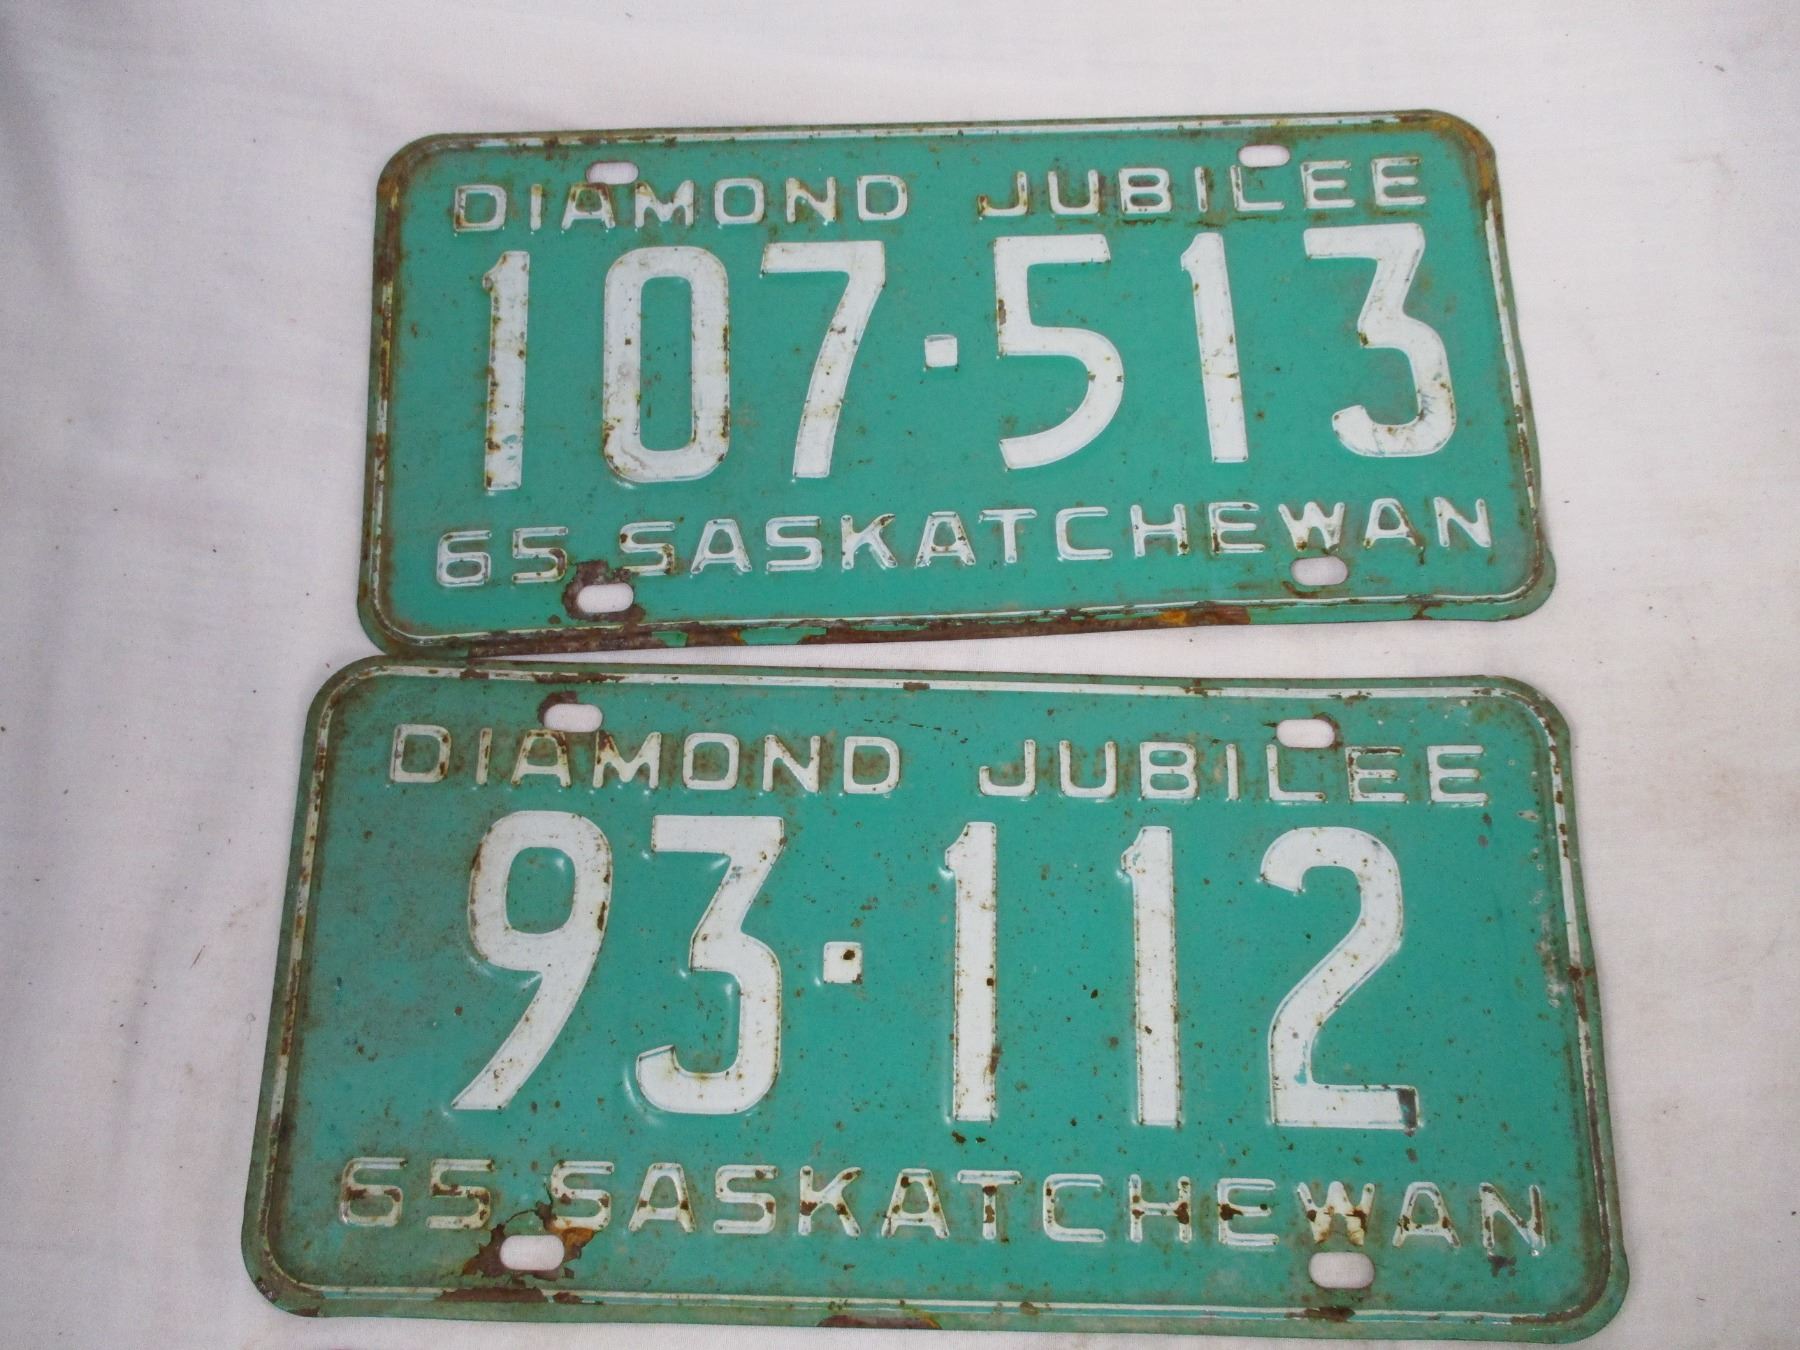 DIAMOND JUBILEE
107·513
65 SASKATCHEWAN
DIAMOND JUBILEE
93·112
65 SASKATCHEWAN